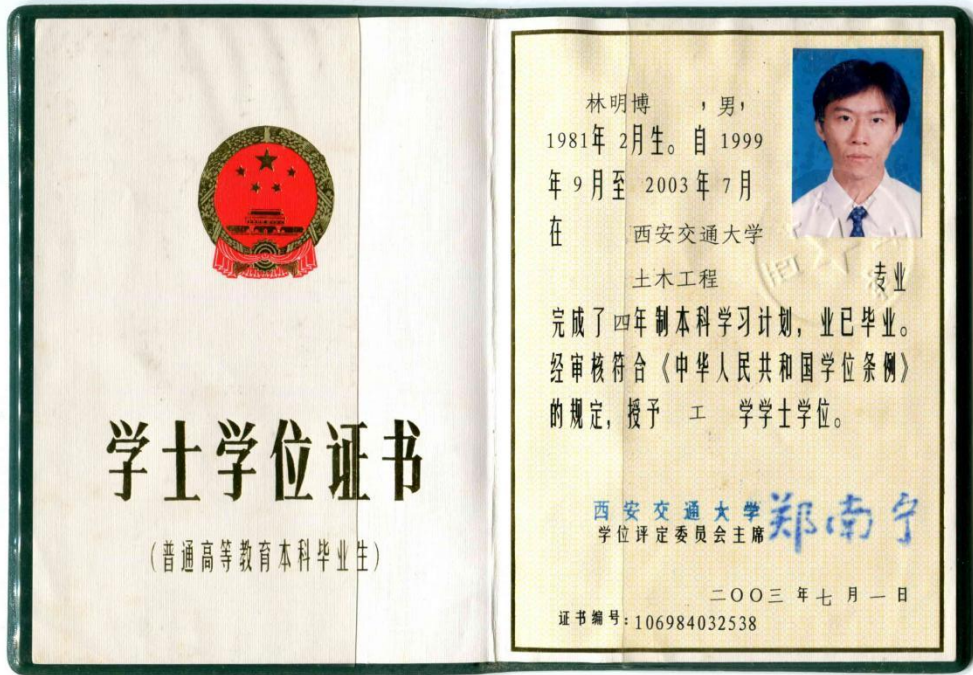 学士学位证书
(普通高等教育本科毕业生)
林明博 , 男,
1981年 2月生。自 1999
年 9 月至 2003 年 7 月
在 西安交通大学
土木工程 专业
完成了四年制本科学习计划, 业已毕业。
经审核符合《中华人民共和国学位条例》
的规定, 授予 工 学学士学位。
西安交通大学
学位评定委员会主席 郑南宁
二〇〇三 年 七 月 一 日
证书编号: 106984032538